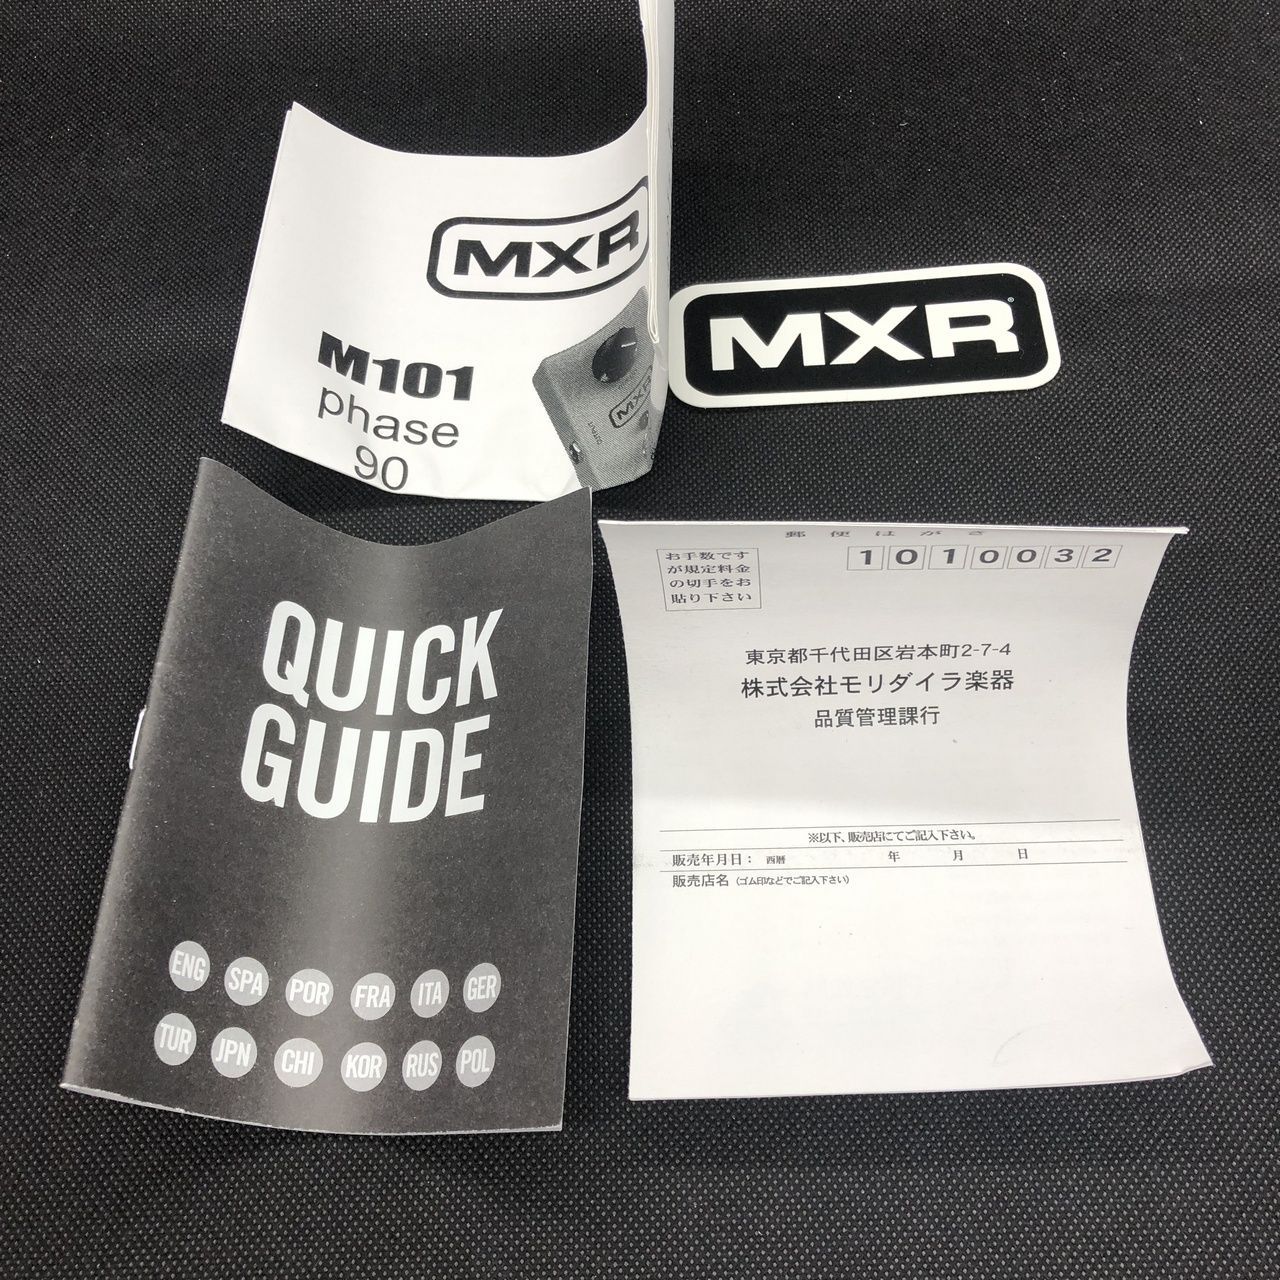 MXR
M101
phase
90
OUTPUT
MXR
MXR®
QUICK
GUIDE
ENG SPA POR FRA ITA GER
TUR JPN CHI KOR RUS POL
郵便はがき
お手数です
が規定料金
の切手をお
貼り下さい
1010032
東京都千代田区岩本町2-7-4
株式会社モリダイラ楽器
品質管理課行
※以下、販売店にてご記入下さい。
販売年月日： 西暦 年 月 日
販売店名（ゴム印などでご記入下さい）